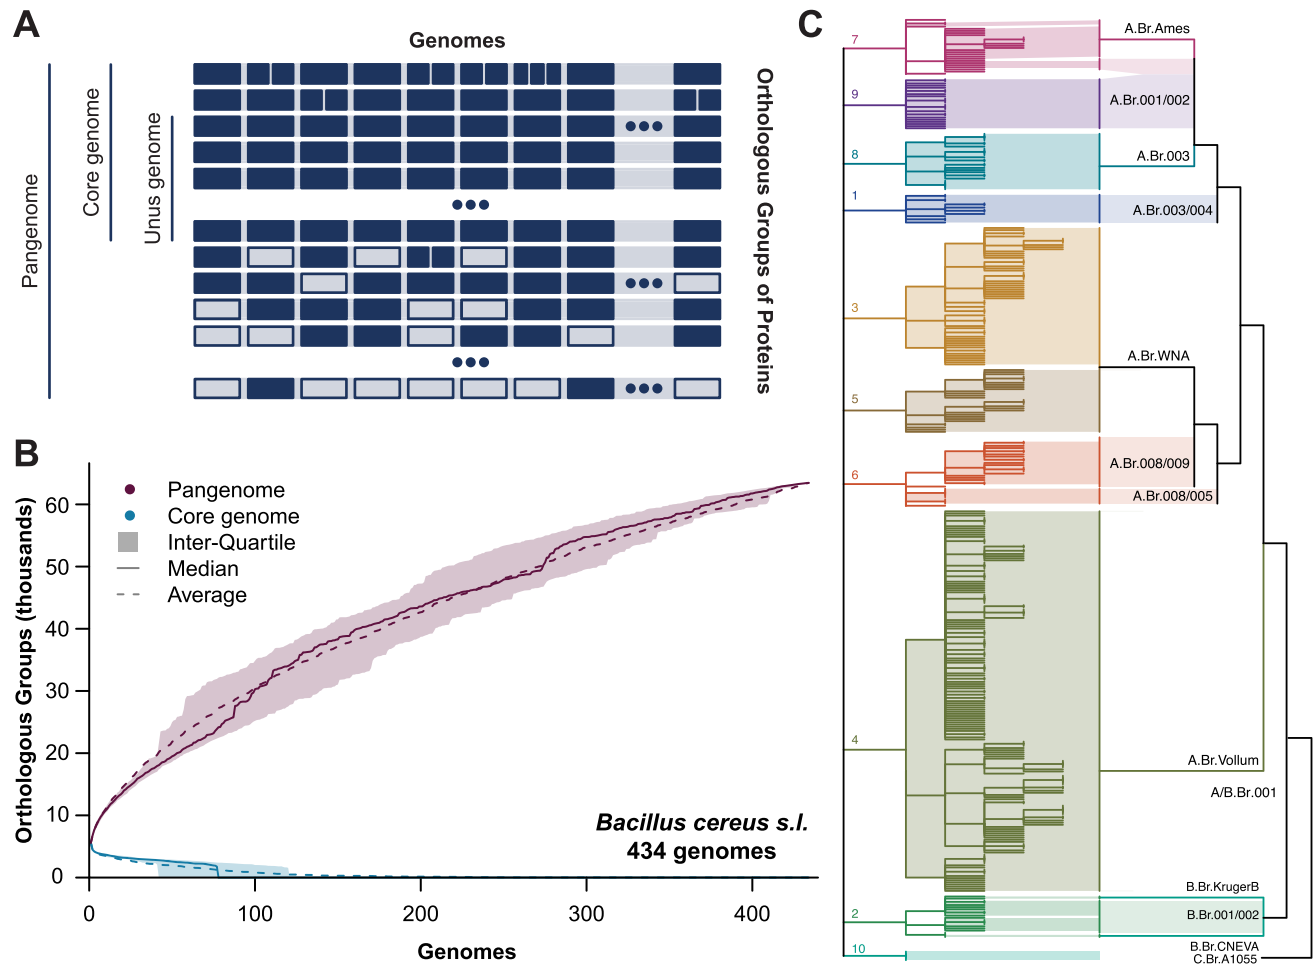 A
Genomes
Pangenome
Core genome
Unus genome
Orthologous Groups of Proteins
B
Orthologous Groups (thousands)
60
50
40
30
20
10
0
Pangenome
Core genome
Inter-Quartile
Median
Average
Bacillus cereus s.l.
434 genomes
0
100
200
300
400
Genomes
C
7
A.Br.Ames
9
A.Br.001/002
8
A.Br.003
1
A.Br.003/004
3
A.Br.WNA
5
6
A.Br.008/009
A.Br.008/005
4
A.Br.Vollum
A/B.Br.001
B.Br.KrugerB
2
B.Br.001/002
B.Br.CNEVA
10
C.Br.A1055